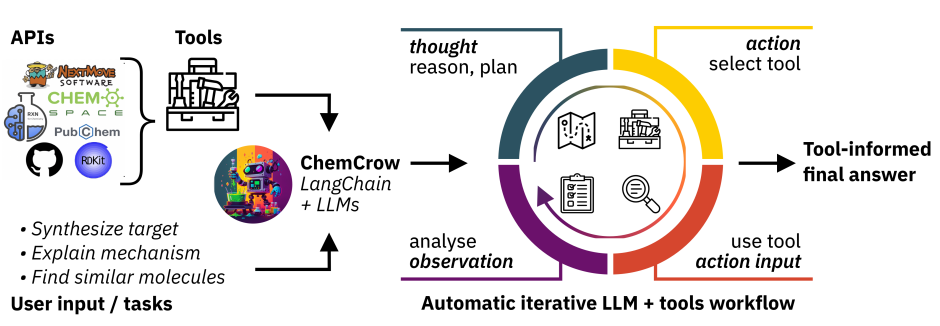 APIs
Tools
NEXTMOVE
SOFTWARE
CHEM
SPACE
RXN
PubChem
RDKit
ChemCrow
LangChain
+ LLMs
• Synthesize target
• Explain mechanism
• Find similar molecules
User input / tasks
thought
reason, plan
action
select tool
analyse
observation
use tool
action input
Automatic iterative LLM + tools workflow
Tool-informed
final answer